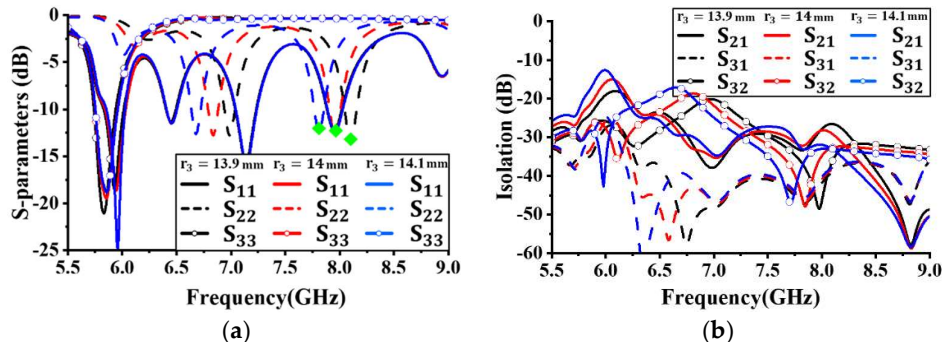 S-parameters (dB)
0
-5
-10
-15
-20
-25
r₃ = 13.9 mm r₃ = 14 mm r₃ = 14.1 mm
S₁₁ S₁₁ S₁₁
S₂₂ S₂₂ S₂₂
S₃₃ S₃₃ S₃₃
5.5 6.0 6.5 7.0 7.5 8.0 8.5 9.0
Frequency(GHz)
(a)
Isolation (dB)
0
-10
-20
-30
-40
-50
-60
r₃ = 13.9 mm r₃ = 14 mm r₃ = 14.1 mm
S₂₁ S₂₁ S₂₁
S₃₁ S₃₁ S₃₁
S₃₂ S₃₂ S₃₂
5.5 6.0 6.5 7.0 7.5 8.0 8.5 9.0
Frequency(GHz)
(b)